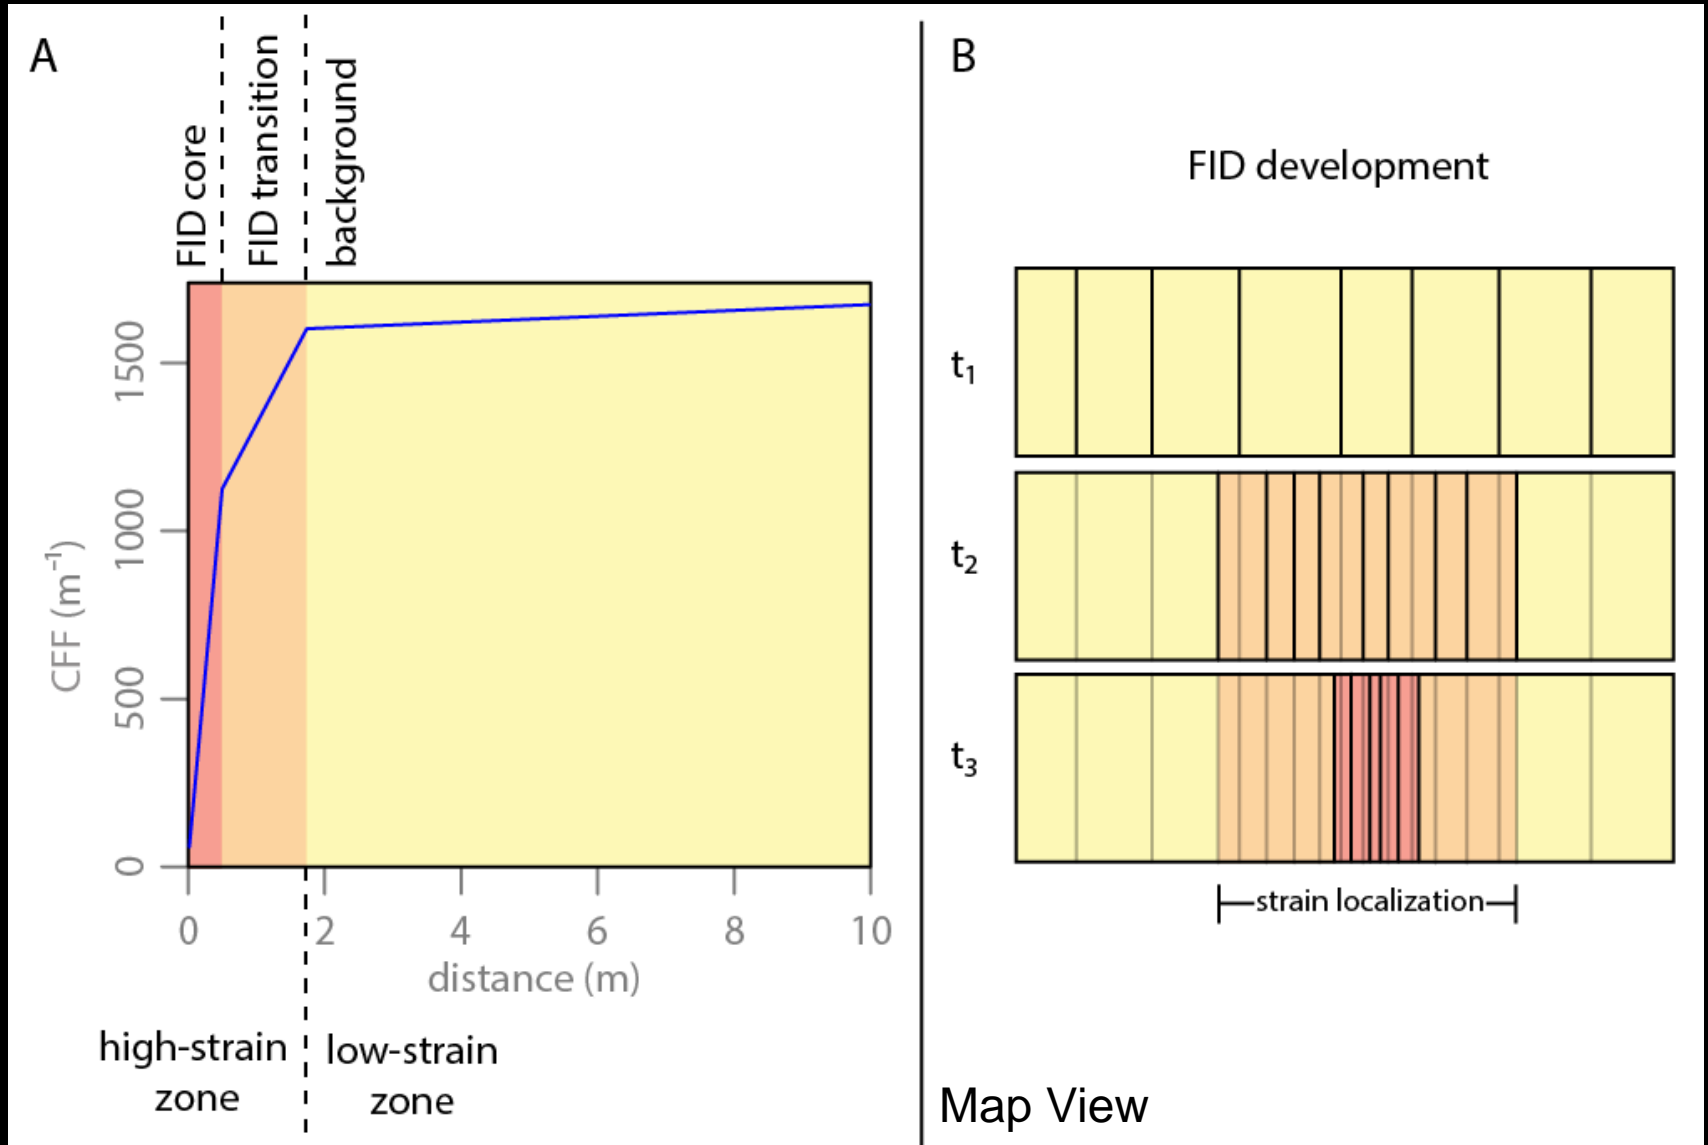 A
FID core
FID transition
background
CFF (m⁻¹)
1500
1000
500
0
0 2 4 6 8 10
distance (m)
high-strain
zone
low-strain
zone
B
FID development
t₁
t₂
t₃
strain localization
Map View